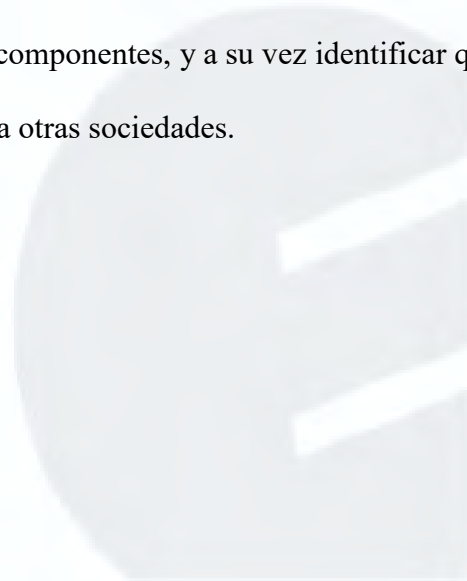 componentes, y a su vez identificar q
a otras sociedades.